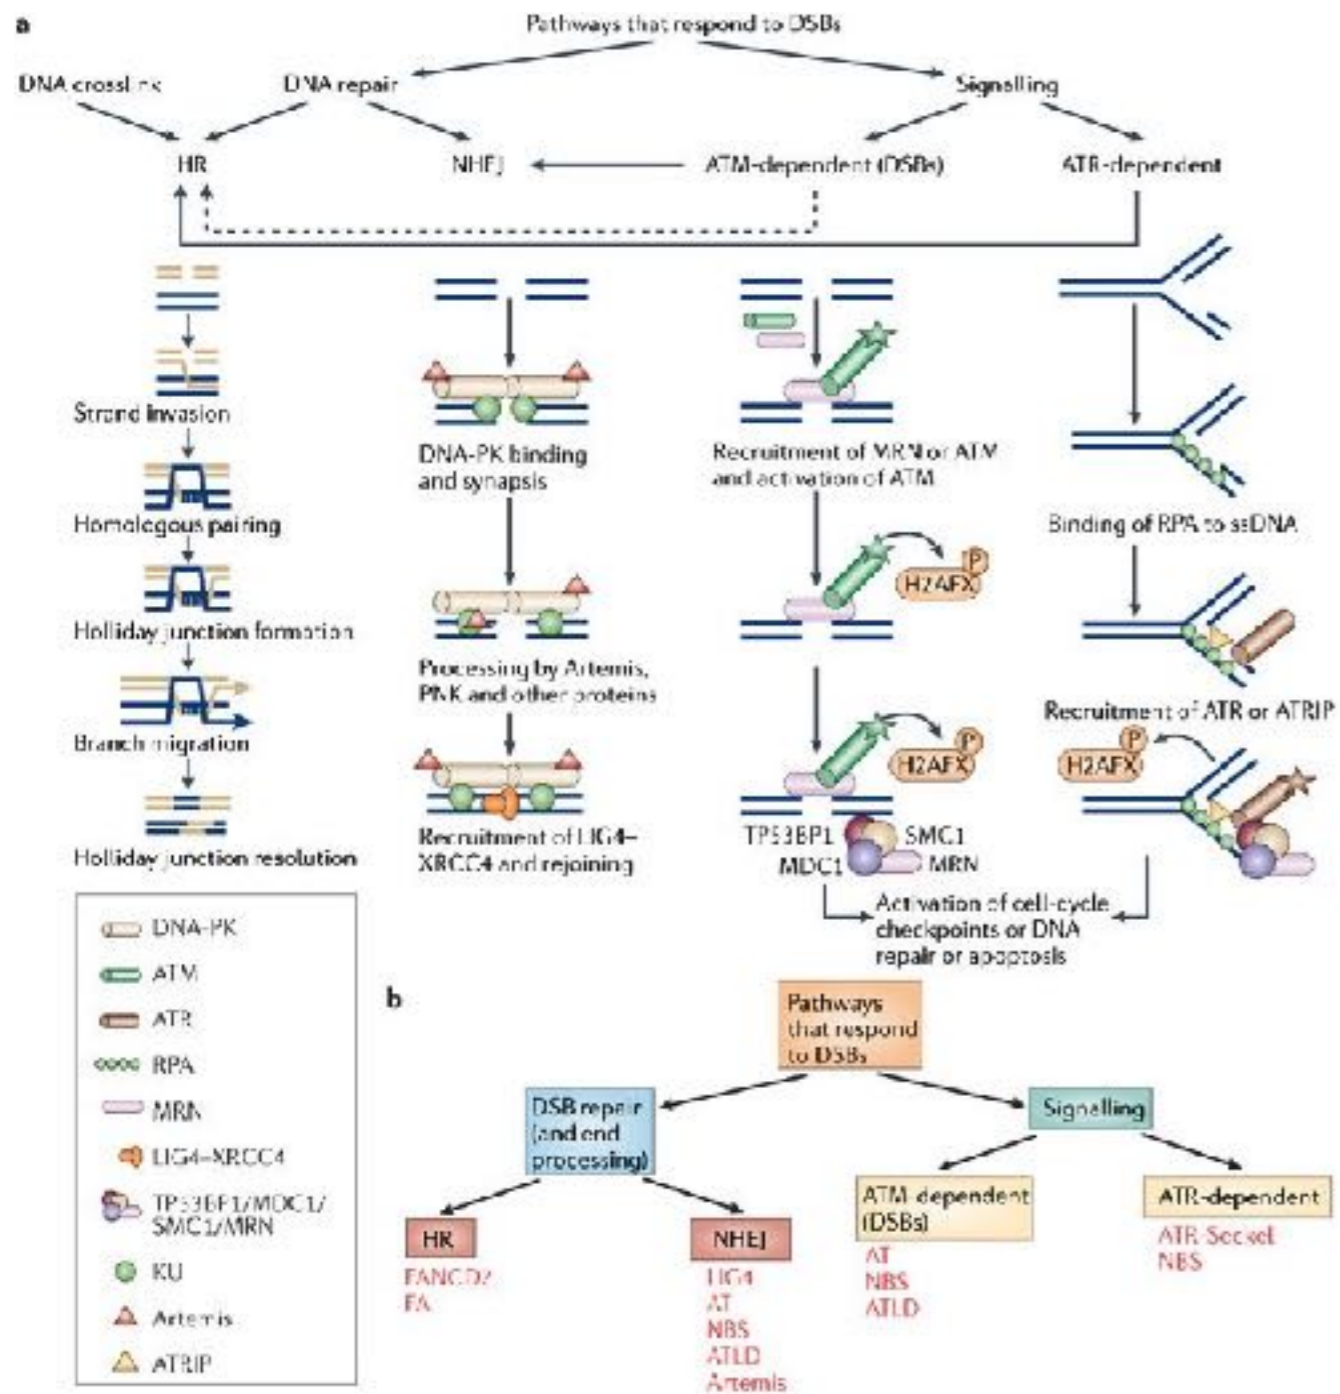 a
Pathways that respond to DSBs
DNA crosslink
DNA repair
Signalling
HR
NHEJ
ATM-dependent (DSBs)
ATR-dependent
Strand invasion
Homologous pairing
Holliday junction formation
Branch migration
Holliday junction resolution
DNA-PK binding
and synapsis
Processing by Artemis,
PNK and other proteins
Recruitment of LIG4–
XRCC4 and rejoining
Recruitment of MRN or ATM
and activation of ATM
P
H2AFX
P
H2AFX
TP53BP1
SMC1
MDC1
MRN
Binding of RPA to ssDNA
Recruitment of ATR or ATRIP
P
H2AFX
Activation of cell-cycle
checkpoints or DNA
repair or apoptosis
DNA-PK
ATM
ATR
RPA
MRN
LIG4–XRCC4
TP53BP1/MDC1/
SMC1/MRN
KU
Artemis
ATRIP
b
Pathways
that respond
to DSBs
DSB repair
(and end
processing)
Signalling
HR
FANCD2
FA
NHEJ
LIG4
AT
NBS
ATLD
Artemis
ATM-dependent
(DSBs)
AT
NBS
ATLD
ATR-dependent
ATR-Seckel
NBS